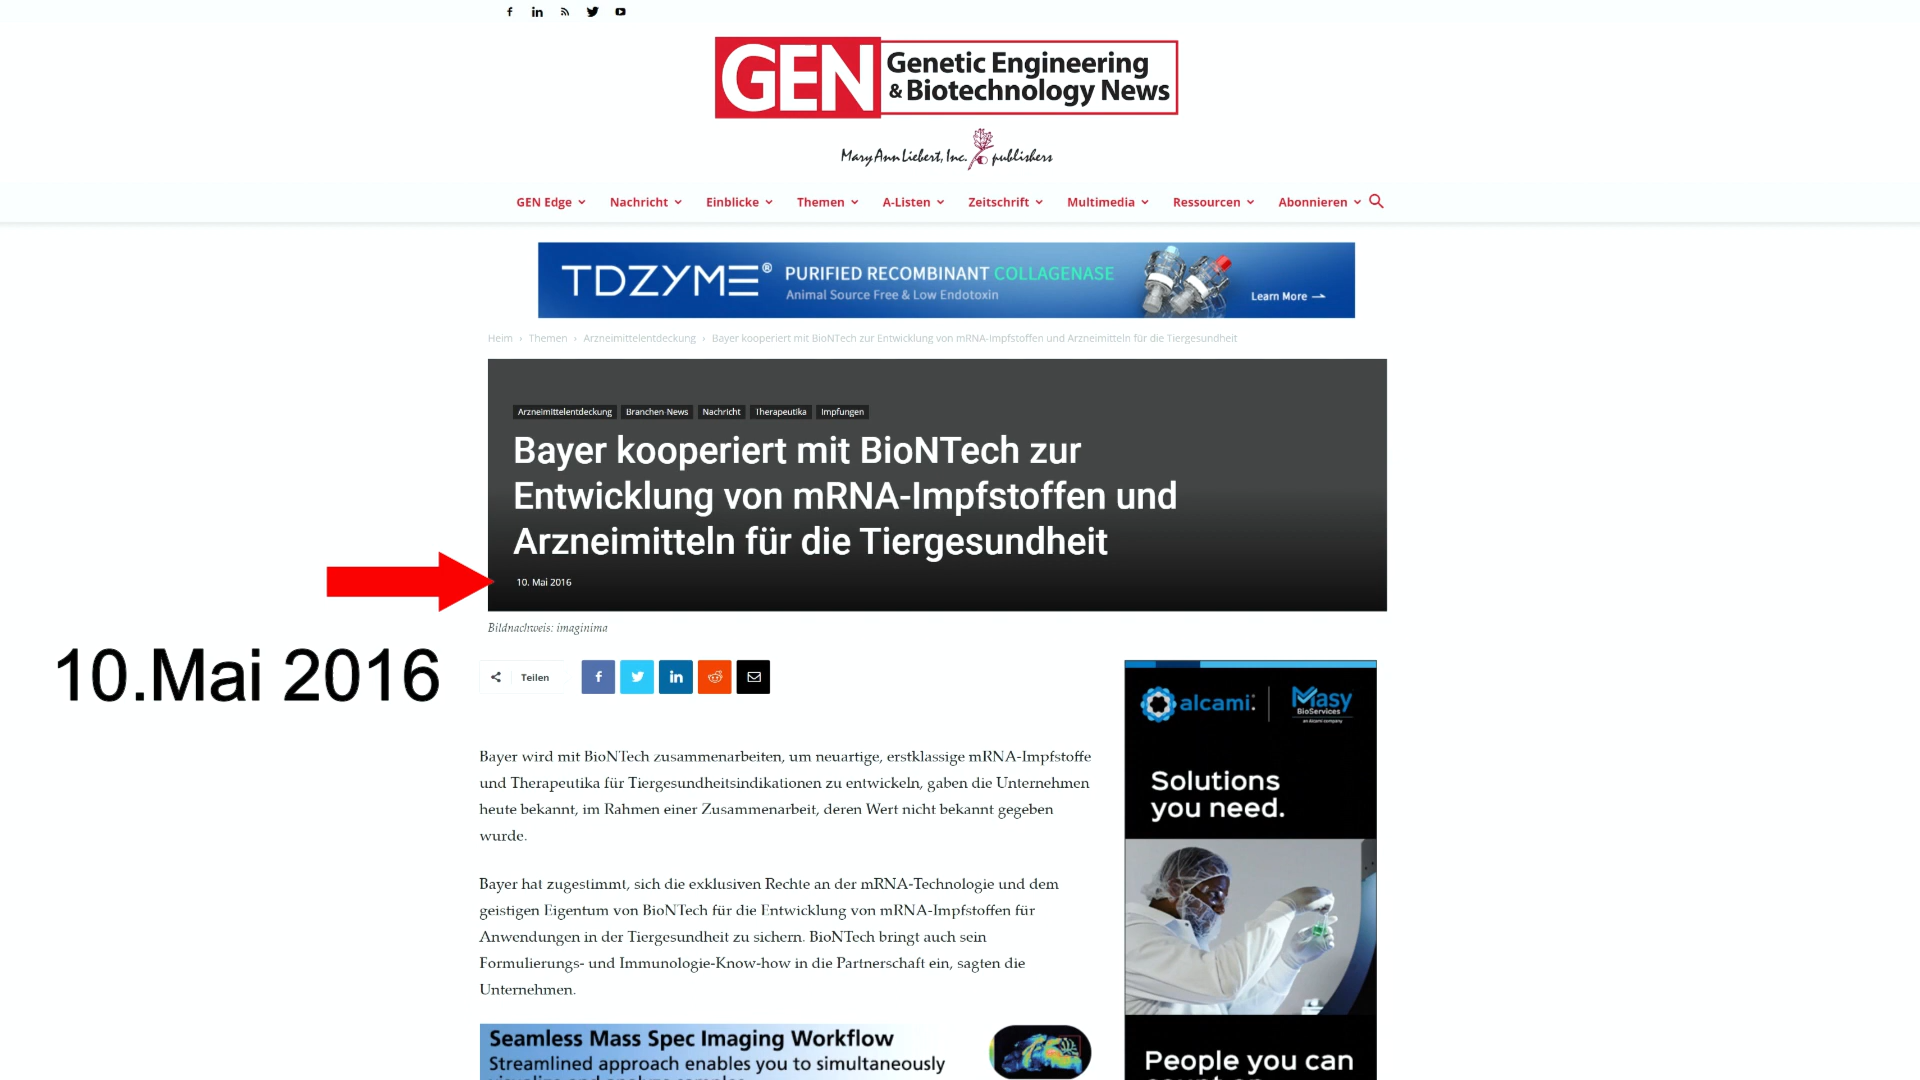 GEN Genetic Engineering
& Biotechnology News
Mary Ann Liebert, Inc. publishers
GEN Edge Nachricht Einblicke Themen A-Listen Zeitschrift Multimedia Ressourcen Abonnieren
TDZYME® PURIFIED RECOMBINANT COLLAGENASE
Animal Source Free & Low Endotoxin
Learn More
Heim › Themen › Arzneimittelentdeckung › Bayer kooperiert mit BioNTech zur Entwicklung von mRNA-Impfstoffen und Arzneimitteln für die Tiergesundheit
Arzneimittelentdeckung Branchen-News Nachricht Therapeutika Impfungen
Bayer kooperiert mit BioNTech zur
Entwicklung von mRNA-Impfstoffen und
Arzneimitteln für die Tiergesundheit
10. Mai 2016
Bildnachweis: imaginima
10.Mai 2016
Teilen
Bayer wird mit BioNTech zusammenarbeiten, um neuartige, erstklassige mRNA-Impfstoffe
und Therapeutika für Tiergesundheitsindikationen zu entwickeln, gaben die Unternehmen
heute bekannt, im Rahmen einer Zusammenarbeit, deren Wert nicht bekannt gegeben
wurde.
Bayer hat zugestimmt, sich die exklusiven Rechte an der mRNA-Technologie und dem
geistigen Eigentum von BioNTech für die Entwicklung von mRNA-Impfstoffen für
Anwendungen in der Tiergesundheit zu sichern. BioNTech bringt auch sein
Formulierungs- und Immunologie-Know-how in die Partnerschaft ein, sagten die
Unternehmen.
Seamless Mass Spec Imaging Workflow
Streamlined approach enables you to simultaneously
alcami. Masy
BioServices
an Alcami company
Solutions
you need.
People you can